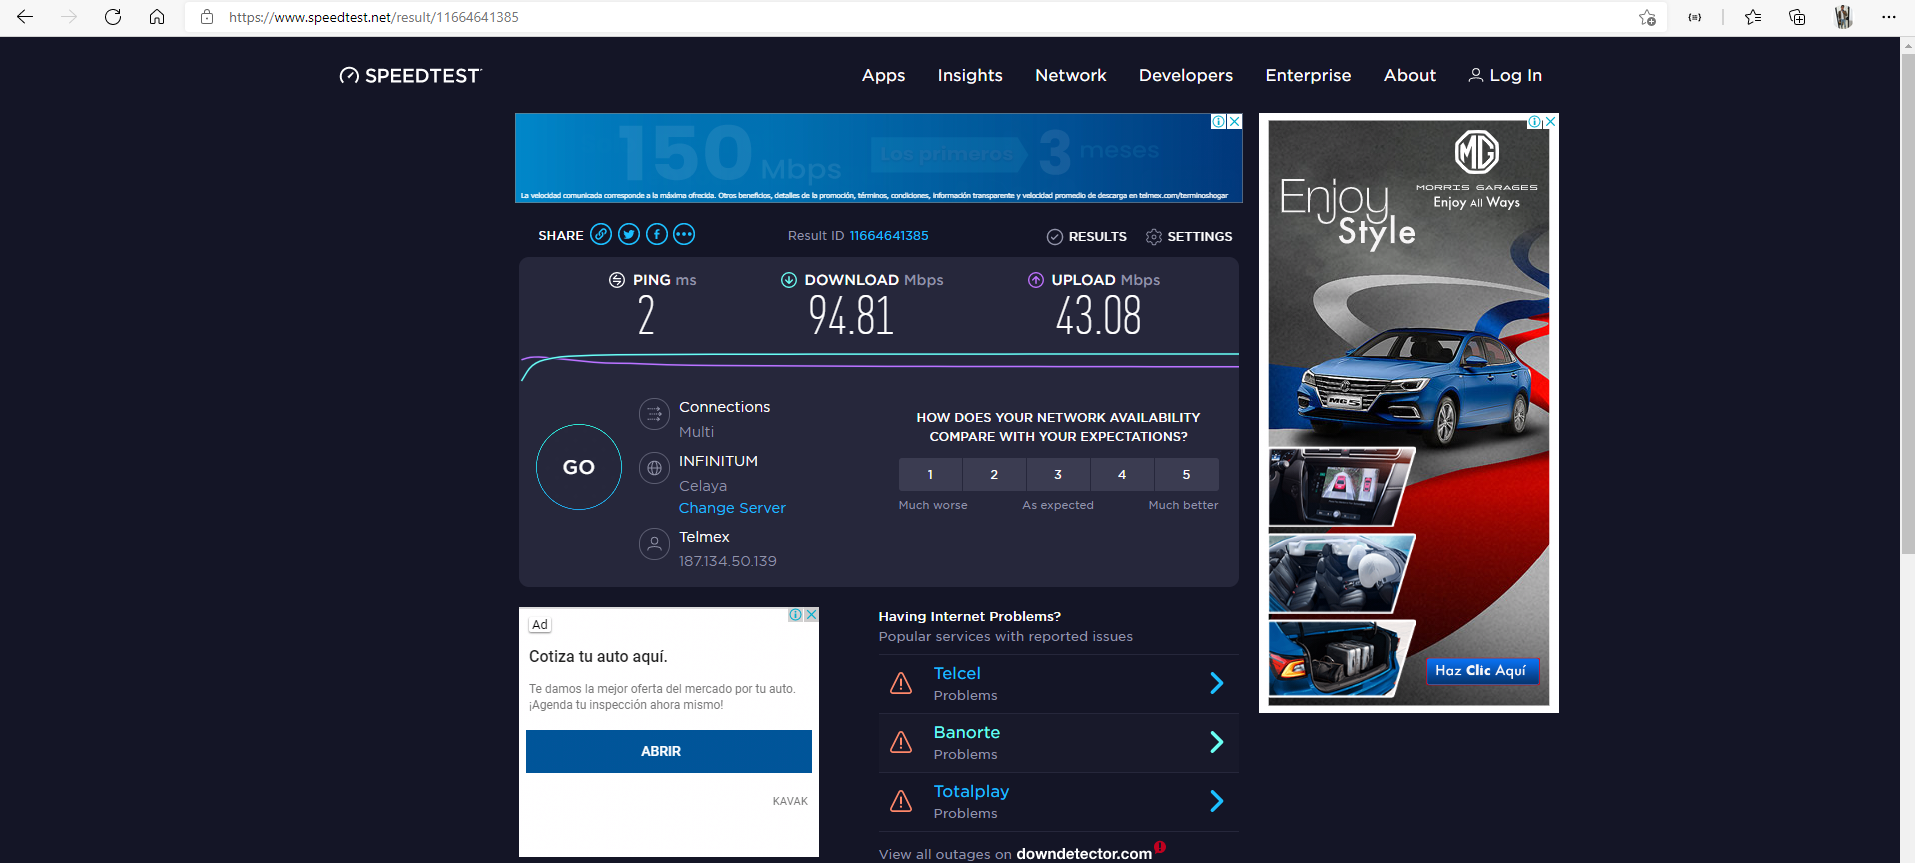 https://www.speedtest.net/result/11664641385
SPEEDTEST
Apps Insights Network Developers Enterprise About Log In
150 Mbps Los primeros 3 meses
La velocidad comunicada corresponde a la máxima ofrecida. Otros beneficios, detalles de la promoción, términos, condiciones, información transparente y velocidad promedio de descarga en telmex.com/terminoshogar
SHARE
Result ID 11664641385
RESULTS SETTINGS
PING ms
2
DOWNLOAD Mbps
94.81
UPLOAD Mbps
43.08
GO
Connections
Multi
INFINITUM
Celaya
Change Server
Telmex
187.134.50.139
HOW DOES YOUR NETWORK AVAILABILITY
COMPARE WITH YOUR EXPECTATIONS?
1 2 3 4 5
Much worse As expected Much better
MG
MORRIS GARAGES
Enjoy All Ways
Enjoy
Style
MG 5
Haz Clic Aquí
Ad
Cotiza tu auto aquí.
Te damos la mejor oferta del mercado por tu auto.
¡Agenda tu inspección ahora mismo!
ABRIR
KAVAK
Having Internet Problems?
Popular services with reported issues
Telcel
Problems
Banorte
Problems
Totalplay
Problems
View all outages on downdetector.com